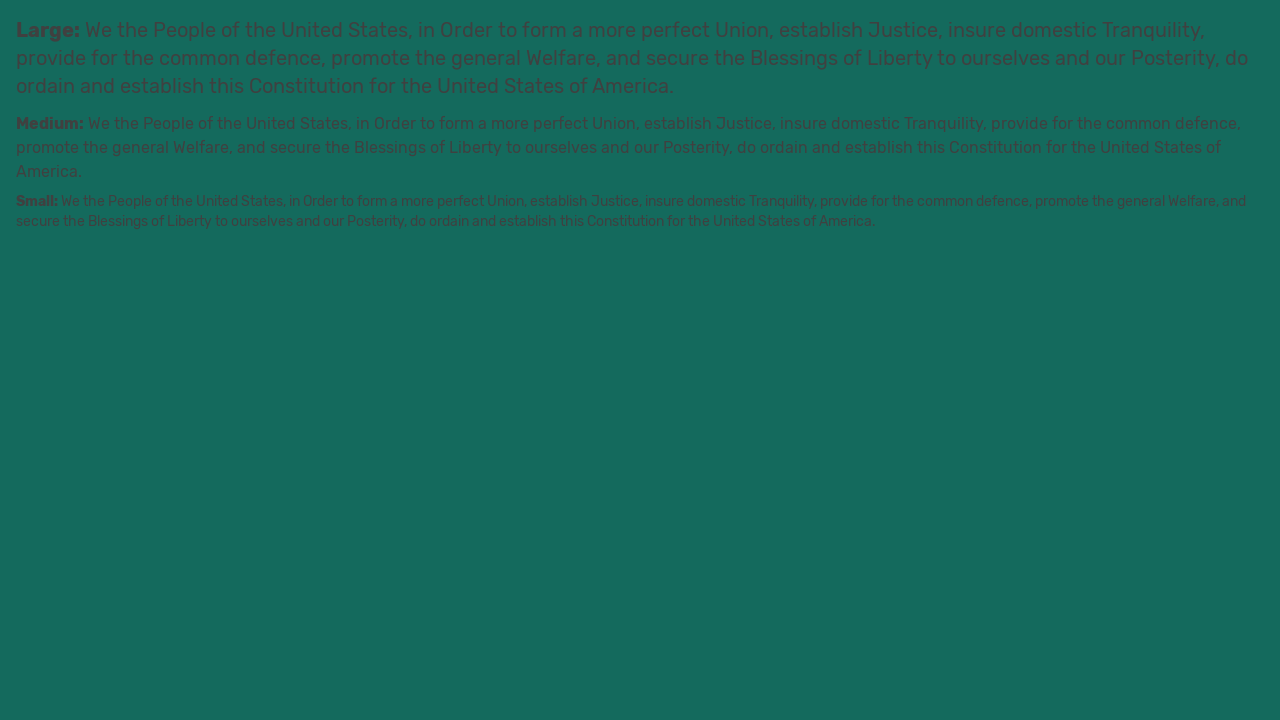 Large: We the People of the United States, in Order to form a more perfect Union, establish Justice, insure domestic Tranquility,
provide for the common defence, promote the general Welfare, and secure the Blessings of Liberty to ourselves and our Posterity, do
ordain and establish this Constitution for the United States of America.
Medium: We the People of the United States, in Order to form a more perfect Union, establish Justice, insure domestic Tranquility, provide for the common defence,
promote the general Welfare, and secure the Blessings of Liberty to ourselves and our Posterity, do ordain and establish this Constitution for the United States of
America.
Small: We the People of the United States, in Order to form a more perfect Union, establish Justice, insure domestic Tranquility, provide for the common defence, promote the general Welfare, and
secure the Blessings of Liberty to ourselves and our Posterity, do ordain and establish this Constitution for the United States of America.